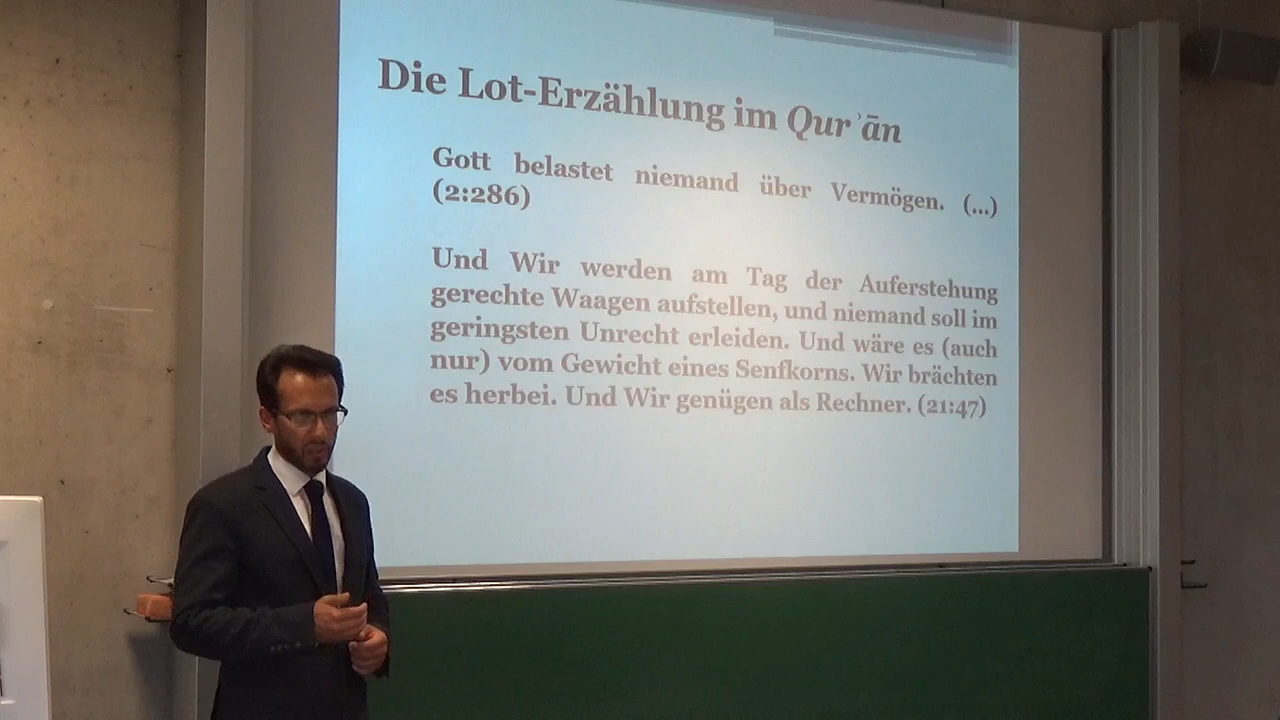 Die Lot-Erzählung im Qurʾān
Gott belastet niemand über Vermögen. (...)
(2:286)
Und Wir werden am Tag der Auferstehung
gerechte Waagen aufstellen, und niemand soll im
geringsten Unrecht erleiden. Und wäre es (auch
nur) vom Gewicht eines Senfkorns. Wir brächten
es herbei. Und Wir genügen als Rechner. (21:47)